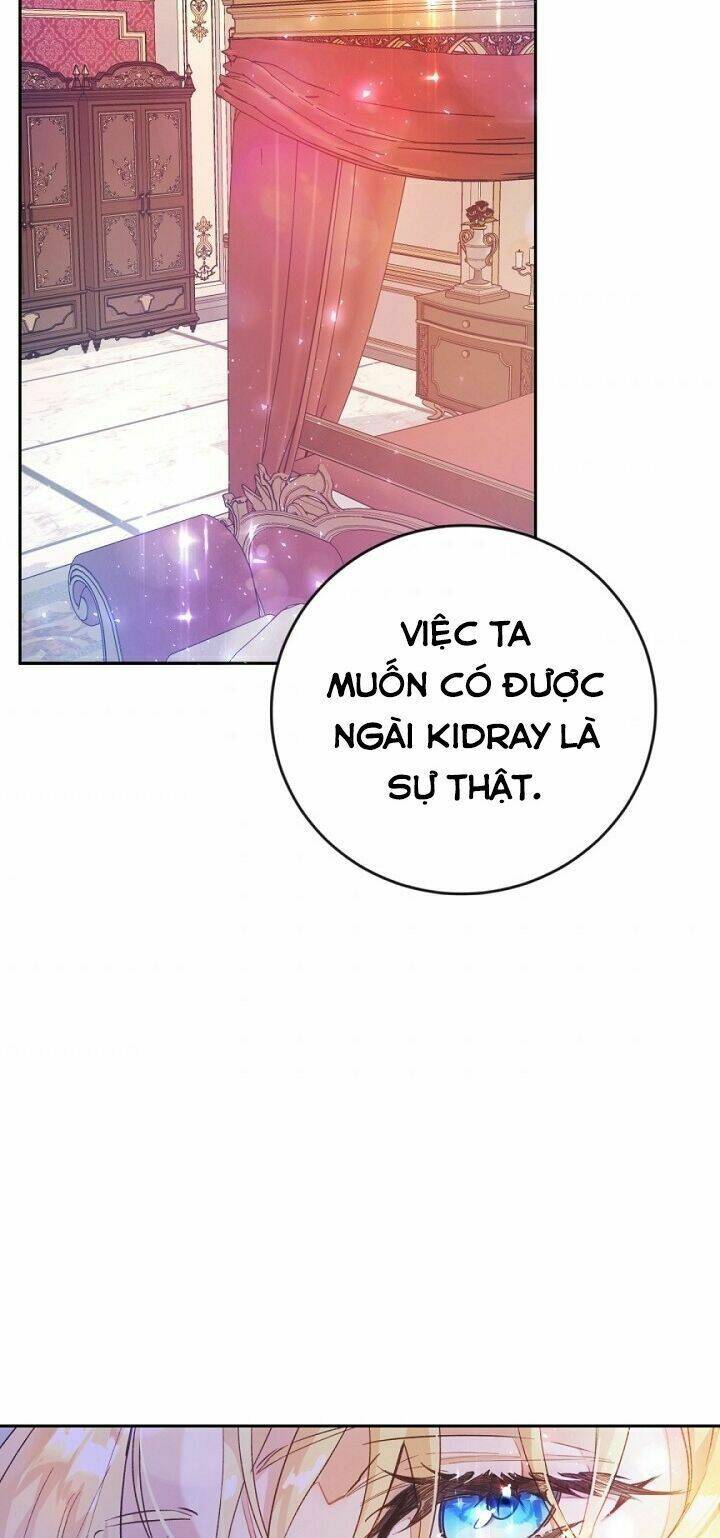 VIỆC TA
MUỐN CÓ ĐƯỢC
NGÀI KIDRAY LÀ
SỰ THẬT.